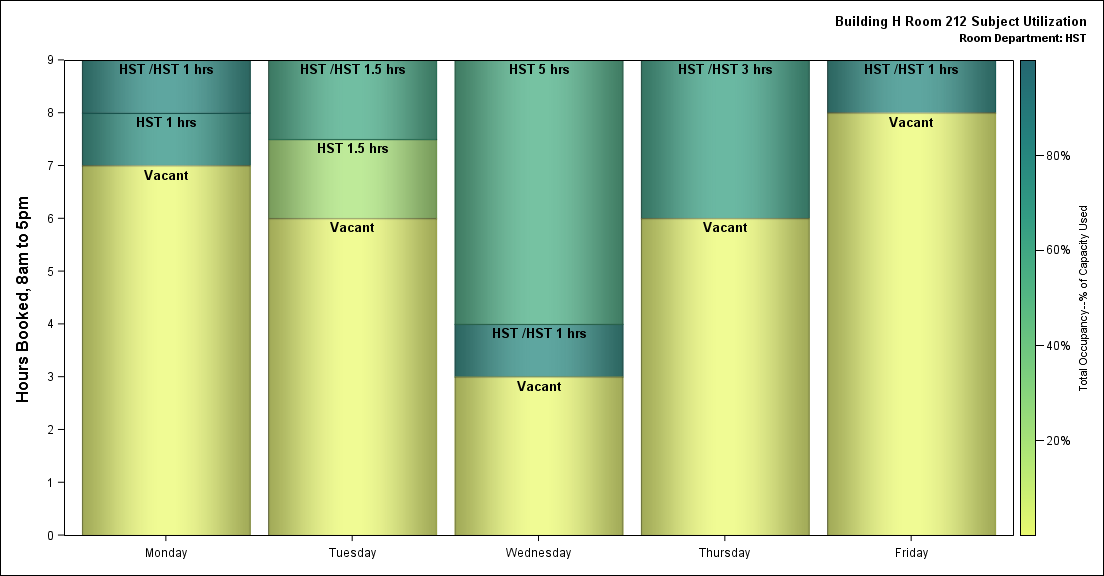 Building H Room 212 Subject Utilization
Room Department: HST
Hours Booked, 8am to 5pm
9
8
7
6
5
4
3
2
1
0
HST /HST 1 hrs
HST 1 hrs
Vacant
Monday
HST /HST 1.5 hrs
HST 1.5 hrs
Vacant
Tuesday
HST 5 hrs
HST /HST 1 hrs
Vacant
Wednesday
HST /HST 3 hrs
Vacant
Thursday
HST /HST 1 hrs
Vacant
Friday
80%
60%
40%
20%
Total Occupancy--% of Capacity Used